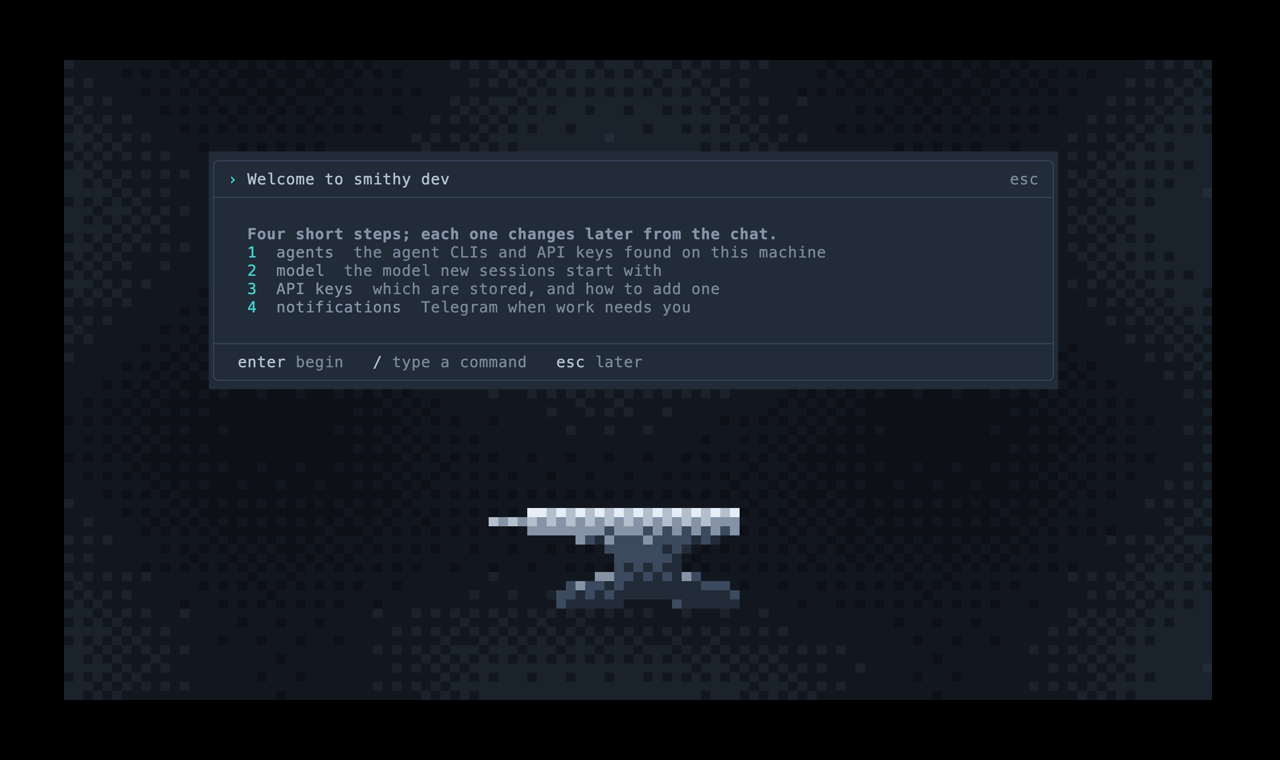 › Welcome to smithy dev esc
Four short steps; each one changes later from the chat.
1 agents the agent CLIs and API keys found on this machine
2 model the model new sessions start with
3 API keys which are stored, and how to add one
4 notifications Telegram when work needs you
enter begin / type a command esc later